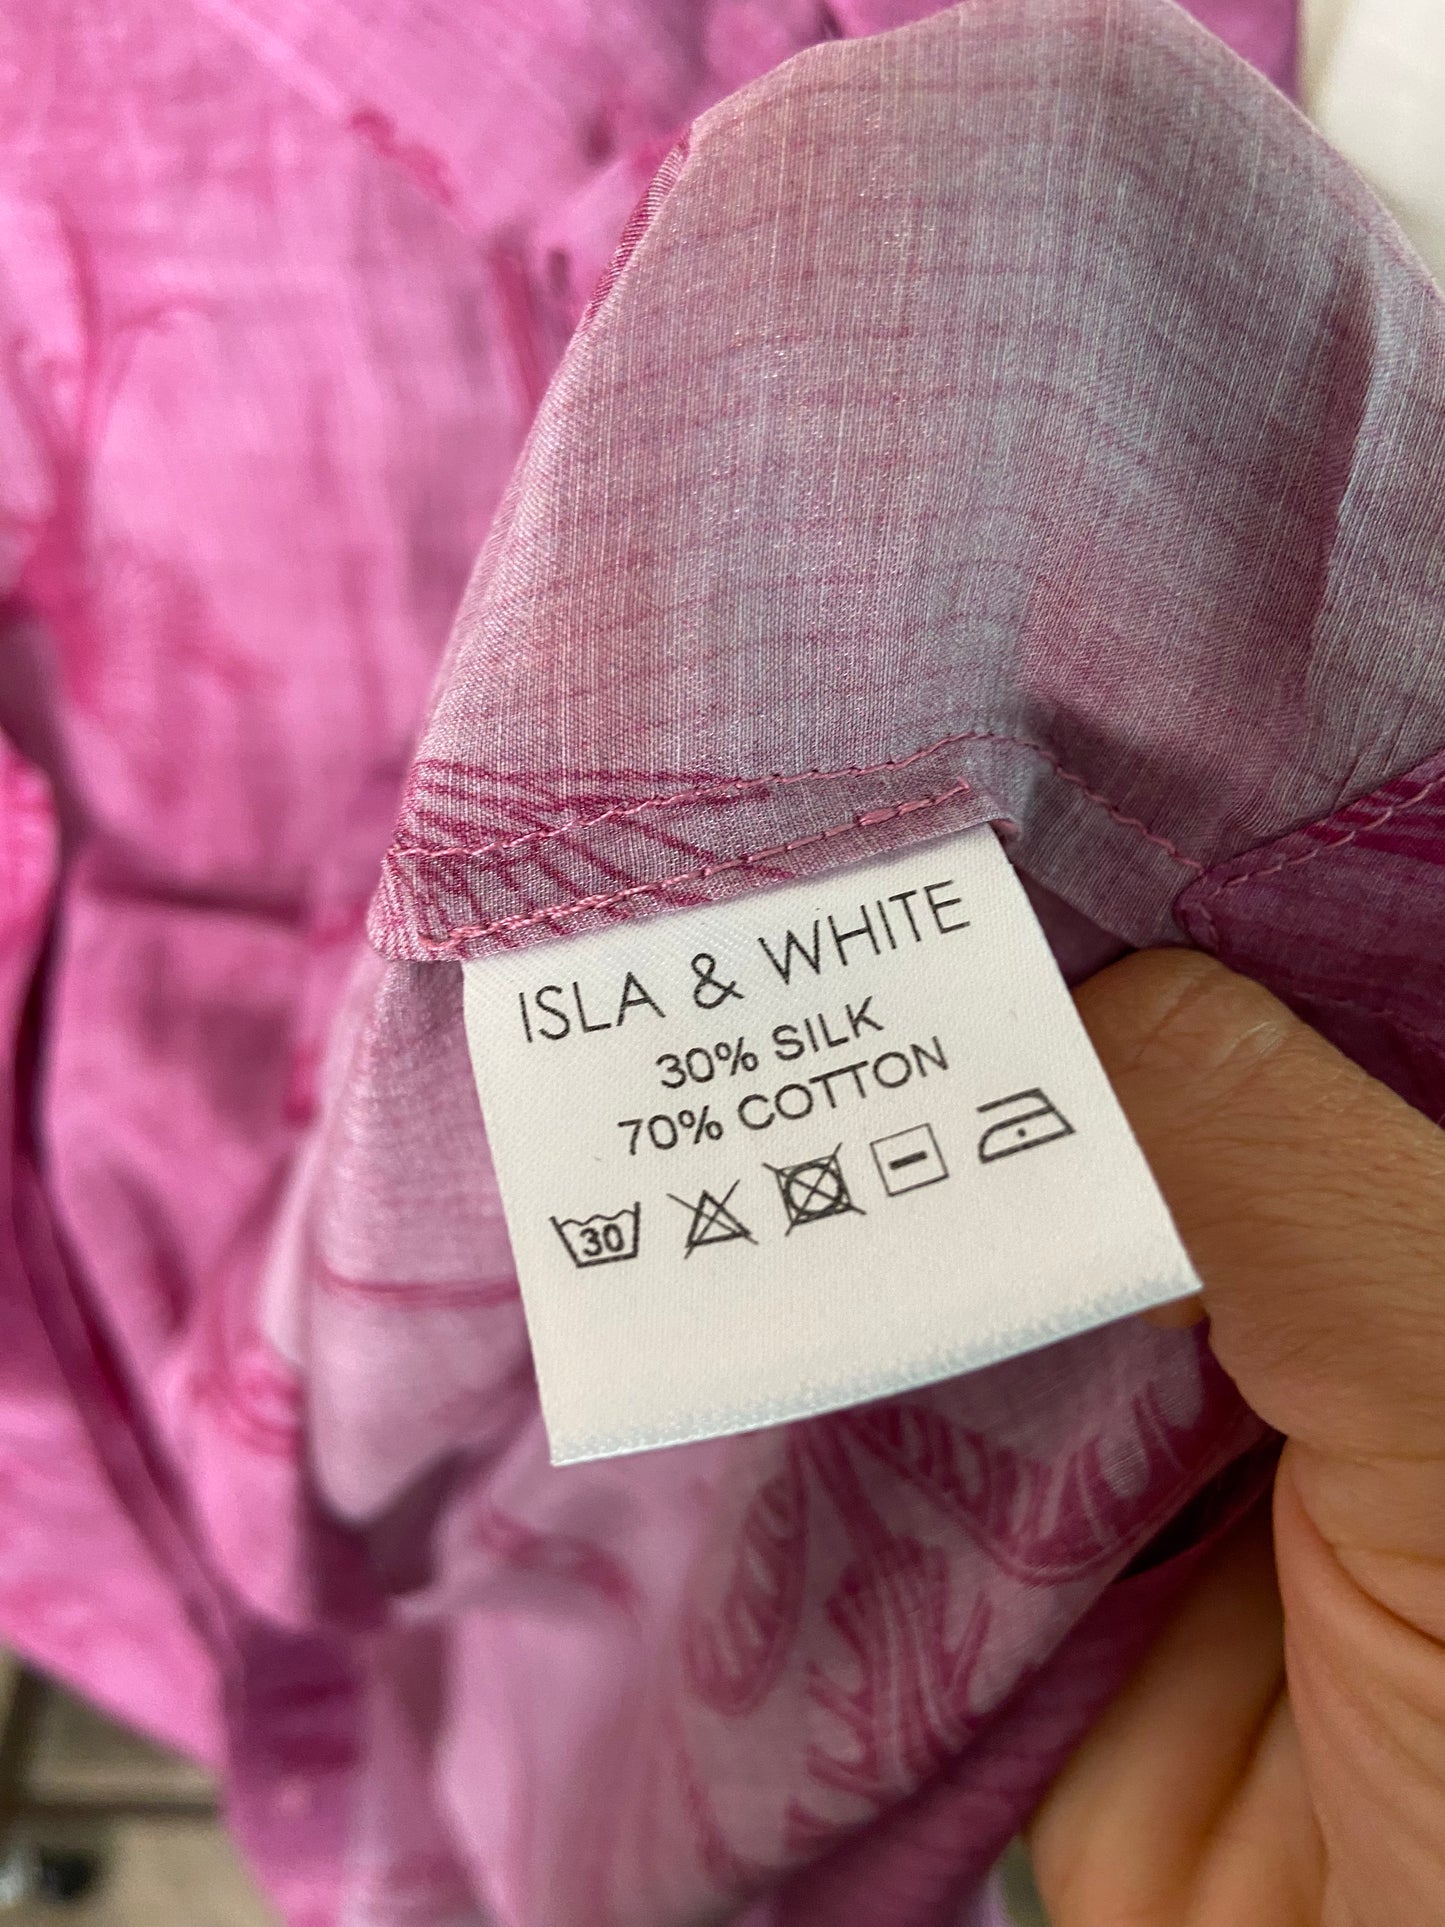 ISLA & WHITE
30% SILK
70% COTTON
30